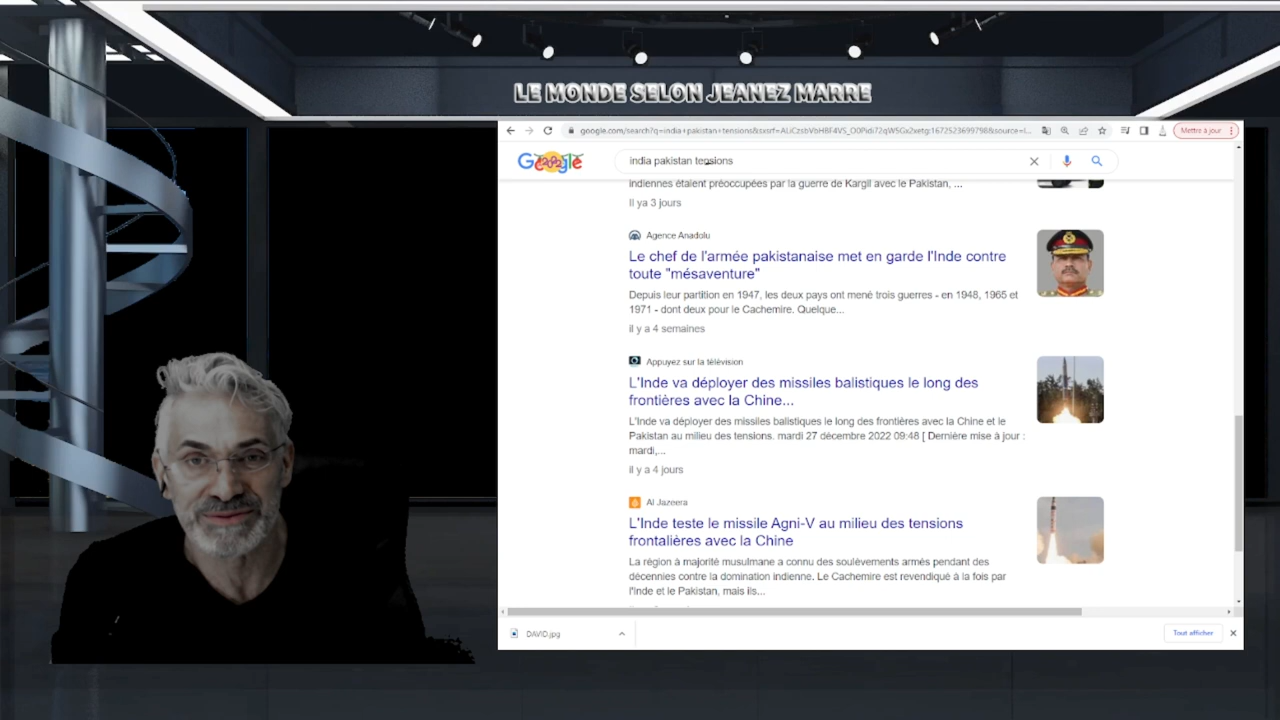 LE MONDE SELON JEANEZ MARRE
Mettre à jour
Google
india pakistan tensions
indiennes étaient préoccupées par la guerre de Kargil avec le Pakistan, ...
Il ya 3 jours
Agence Anadolu
Le chef de l'armée pakistanaise met en garde l'Inde contre
toute "mésaventure"
Depuis leur partition en 1947, les deux pays ont mené trois guerres - en 1948, 1965 et
1971 - dont deux pour le Cachemire. Quelque...
il y a 4 semaines
Appuyez sur la télévision
L'Inde va déployer des missiles balistiques le long des
frontières avec la Chine...
L'Inde va déployer des missiles balistiques le long des frontières avec la Chine et le
Pakistan au milieu des tensions. mardi 27 décembre 2022 09:48 [ Dernière mise à jour :
mardi,...
il y a 4 jours
Al Jazeera
L'Inde teste le missile Agni-V au milieu des tensions
frontalières avec la Chine
La région à majorité musulmane a connu des soulèvements armés pendant des
décennies contre la domination indienne. Le Cachemire est revendiqué à la fois par
l'Inde et le Pakistan, mais ils...
DAVID.jpg
Tout afficher